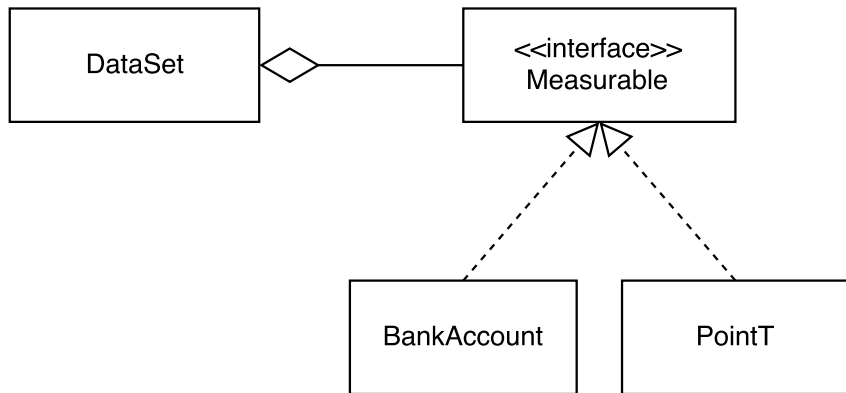 DataSet
<<interface>>
Measurable
BankAccount
PointT